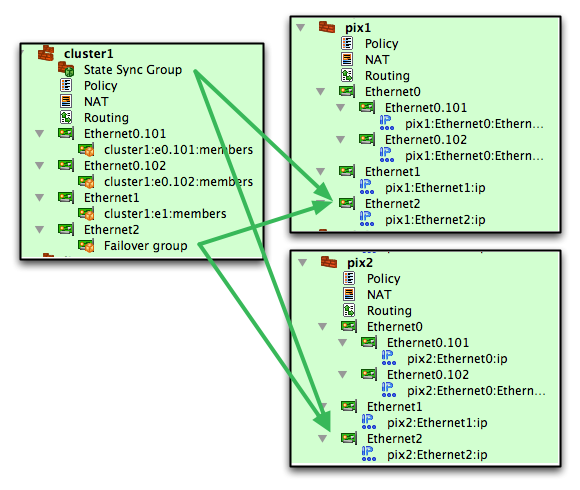 cluster1
State Sync Group
Policy
NAT
Routing
Ethernet0.101
cluster1:e0.101:members
Ethernet0.102
cluster1:e0.102:members
Ethernet1
cluster1:e1:members
Ethernet2
Failover group
pix1
Policy
NAT
Routing
Ethernet0
Ethernet0.101
pix1:Ethernet0:Ethern...
Ethernet0.102
pix1:Ethernet0:Ethern...
Ethernet1
pix1:Ethernet1:ip
Ethernet2
pix1:Ethernet2:ip
pix2
Policy
NAT
Routing
Ethernet0
Ethernet0.101
pix2:Ethernet0:ip
Ethernet0.102
pix2:Ethernet0:Ethern...
Ethernet1
pix2:Ethernet1:ip
Ethernet2
pix2:Ethernet2:ip